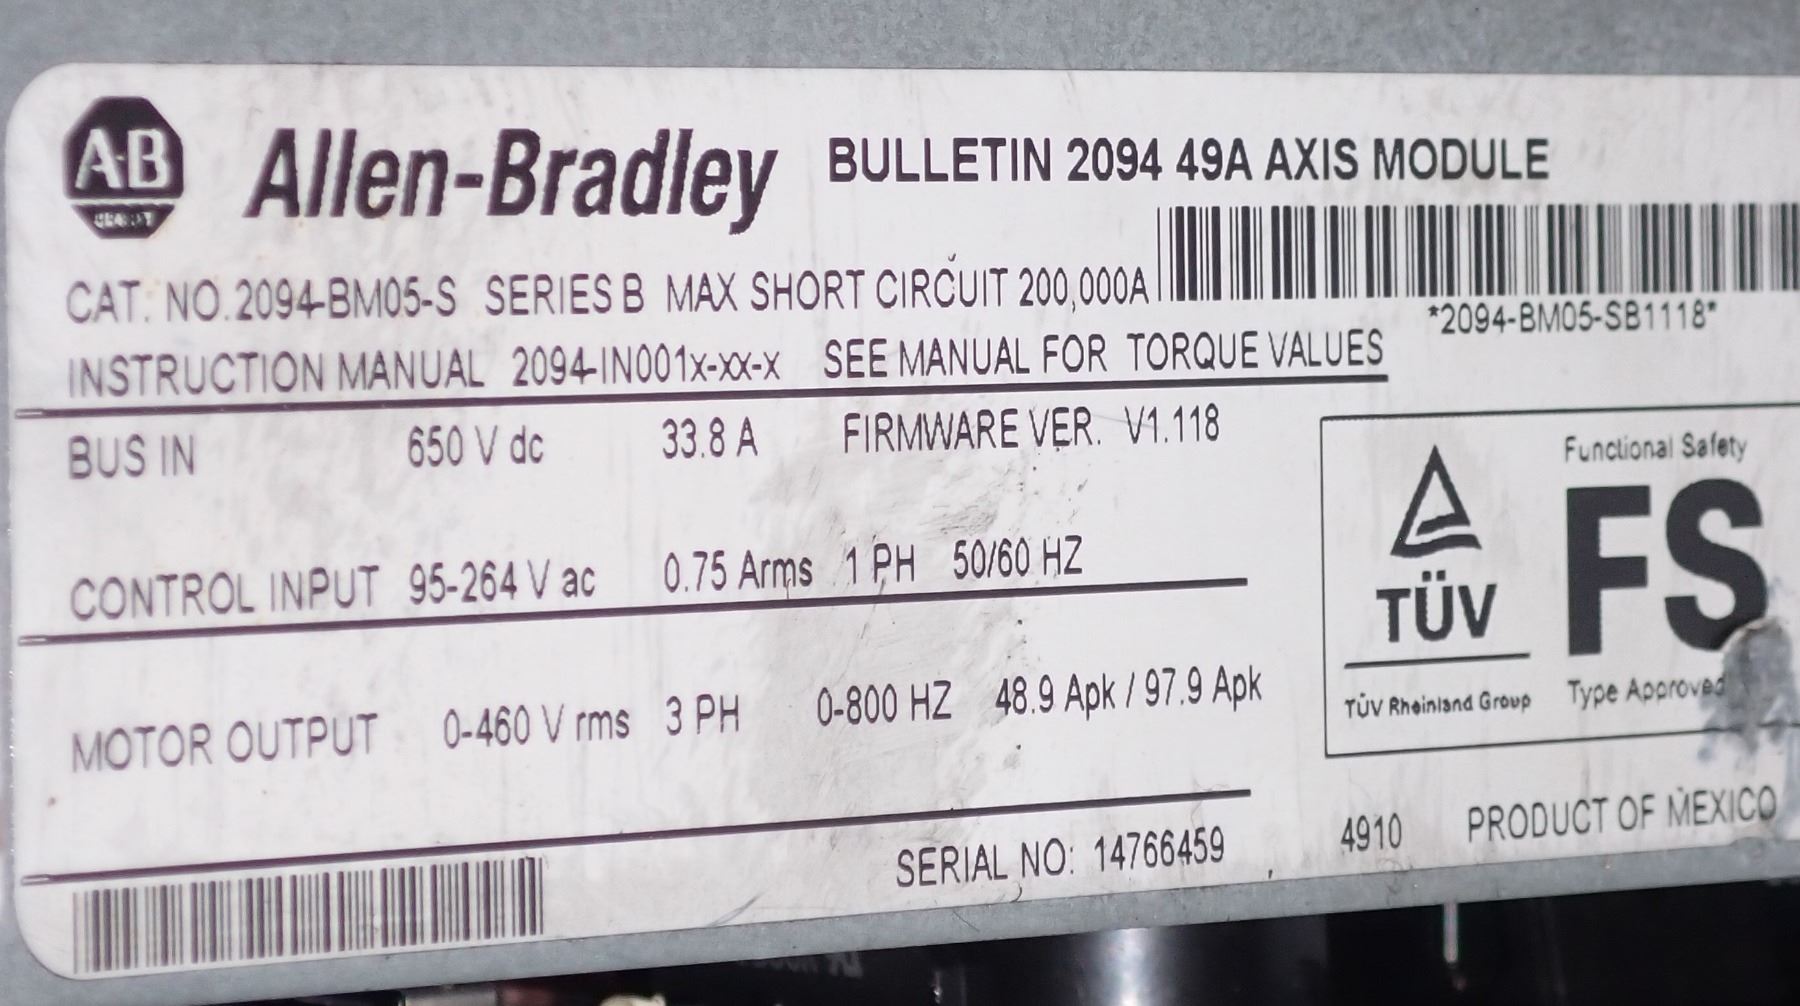 A-B
Allen-Bradley BULLETIN 2094 49A AXIS MODULE
CAT. NO. 2094-BM05-S SERIES B MAX SHORT CIRCUIT 200,000A
*2094-BM05-SB1118*
INSTRUCTION MANUAL 2094-IN001x-xx-x SEE MANUAL FOR TORQUE VALUES
BUS IN 650 V dc 33.8 A FIRMWARE VER. V1.118
CONTROL INPUT 95-264 V ac 0.75 Arms 1 PH 50/60 HZ
MOTOR OUTPUT 0-460 V rms 3 PH 0-800 HZ 48.9 Apk / 97.9 Apk
Functional Safety
FS
TÜV
TÜV Rheinland Group
Type Approved
SERIAL NO: 14766459 4910 PRODUCT OF MEXICO